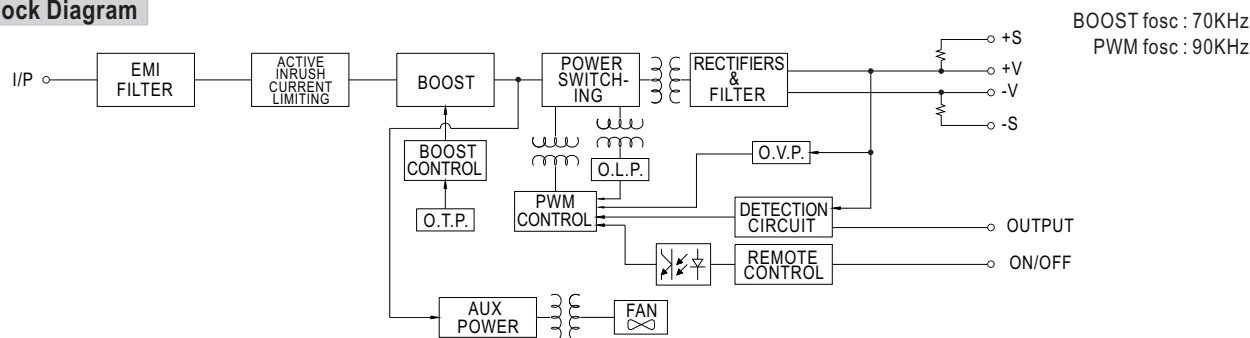 ock Diagram
BOOST fosc : 70KHz
PWM fosc : 90KHz
I/P
EMI
FILTER
ACTIVE
INRUSH
CURRENT
LIMITING
BOOST
POWER
SWITCH-
ING
RECTIFIERS
&
FILTER
+S
+V
-V
-S
BOOST
CONTROL
O.L.P.
O.V.P.
O.T.P.
PWM
CONTROL
DETECTION
CIRCUIT
OUTPUT
REMOTE
CONTROL
ON/OFF
AUX
POWER
FAN